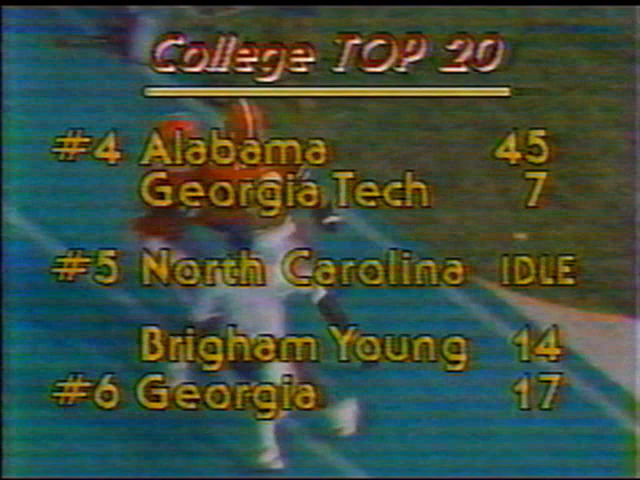 College TOP 20
#4 Alabama 45
Georgia Tech 7
#5 North Carolina IDLE
Brigham Young 14
#6 Georgia 17